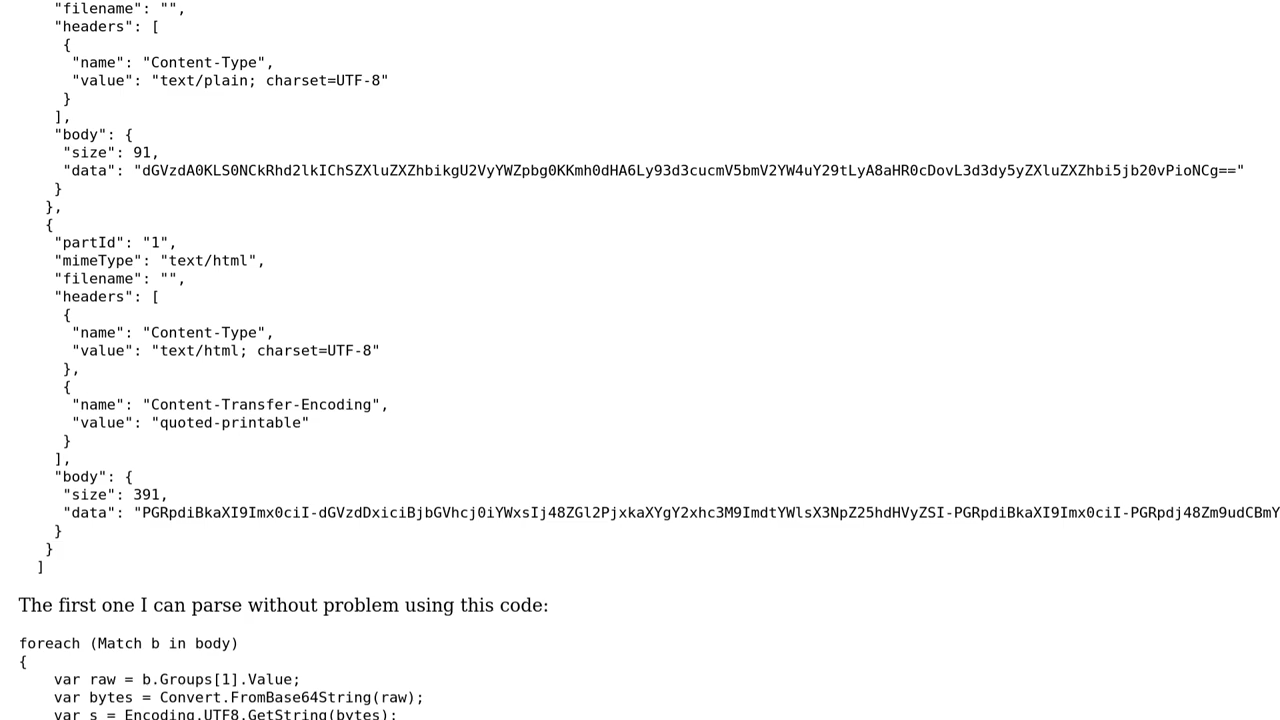 "filename": "",
"headers": [
{
"name": "Content-Type",
"value": "text/plain; charset=UTF-8"
}
],
"body": {
"size": 91,
"data": "dGVzdA0KLS0NCkRhd2lkIChSZXluZXZhbikgU2VyYWZpbg0KKmh0dHA6Ly93d3cucmV5bmV2YW4uY29tLyA8aHR0cDovL3d3dy5yZXluZXZhbi5jb20vPioNCg=="
}
},
{
"partId": "1",
"mimeType": "text/html",
"filename": "",
"headers": [
{
"name": "Content-Type",
"value": "text/html; charset=UTF-8"
},
{
"name": "Content-Transfer-Encoding",
"value": "quoted-printable"
}
],
"body": {
"size": 391,
"data": "PGRpdiBkaXI9Imx0ciI-dGVzdDxiciBjbGVhcj0iYWxsIj48ZGl2PjxkaXYgY2xhc3M9ImdtYWlsX3NpZ25hdHVyZSI-PGRpdiBkaXI9Imx0ciI-PGRpdj48Zm9udCBmY
}
}
]
The first one I can parse without problem using this code:
foreach (Match b in body)
{
var raw = b.Groups[1].Value;
var bytes = Convert.FromBase64String(raw);
var s = Encoding.UTF8.GetString(bytes);